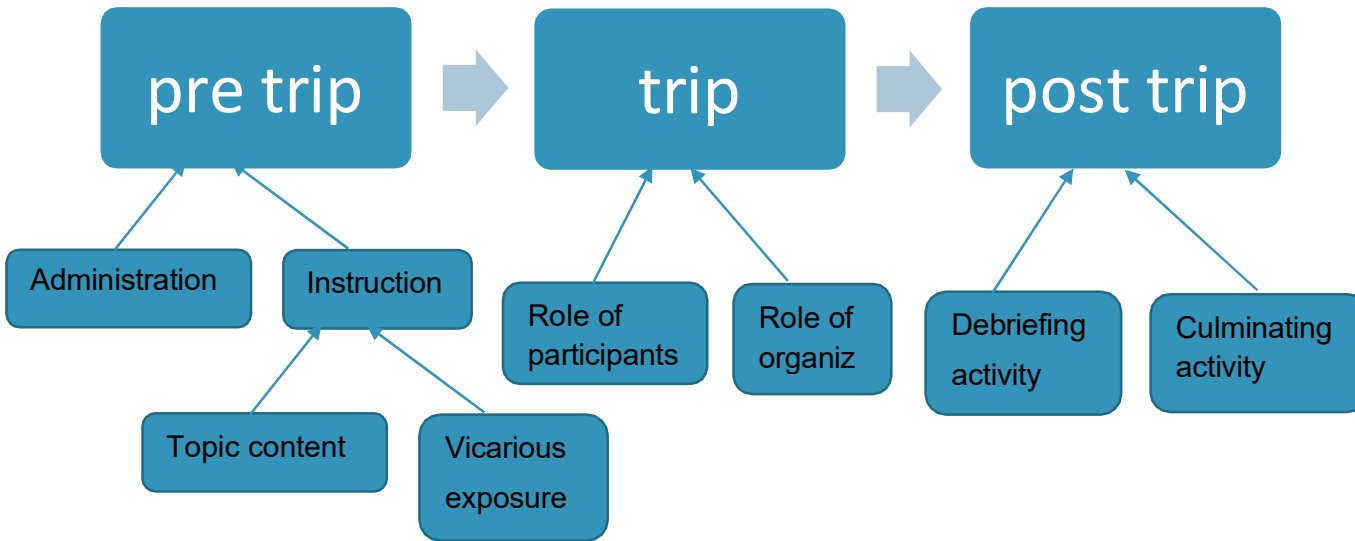 pre trip
trip
post trip
Administration
Instruction
Role of
participants
Role of
organiz
Debriefing
activity
Culminating
activity
Topic content
Vicarious
exposure